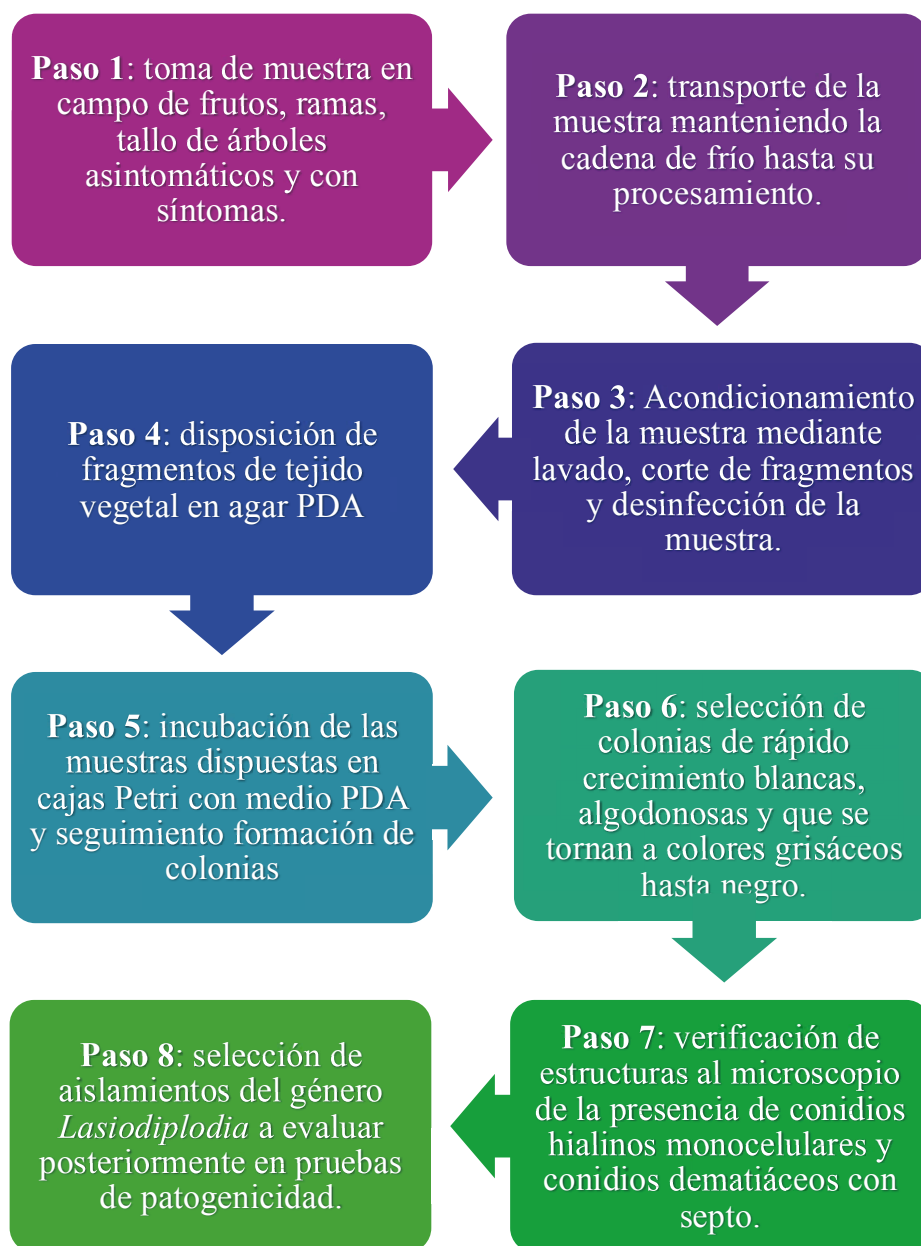 Paso 1: toma de muestra en
campo de frutos, ramas,
tallo de árboles
asintomáticos y con
síntomas.
Paso 2: transporte de la
muestra manteniendo la
cadena de frío hasta su
procesamiento.
Paso 3: Acondicionamiento
de la muestra mediante
lavado, corte de fragmentos
y desinfección de la
muestra.
Paso 4: disposición de
fragmentos de tejido
vegetal en agar PDA
Paso 5: incubación de las
muestras dispuestas en
cajas Petri con medio PDA
y seguimiento formación de
colonias
Paso 6: selección de
colonias de rápido
crecimiento blancas,
algodonosas y que se
tornan a colores grisáceos
hasta negro.
Paso 7: verificación de
estructuras al microscopio
de la presencia de conidios
hialinos monocelulares y
conidios dematiáceos con
septo.
Paso 8: selección de
aislamientos del género
Lasiodiplodia a evaluar
posteriormente en pruebas
de patogenicidad.